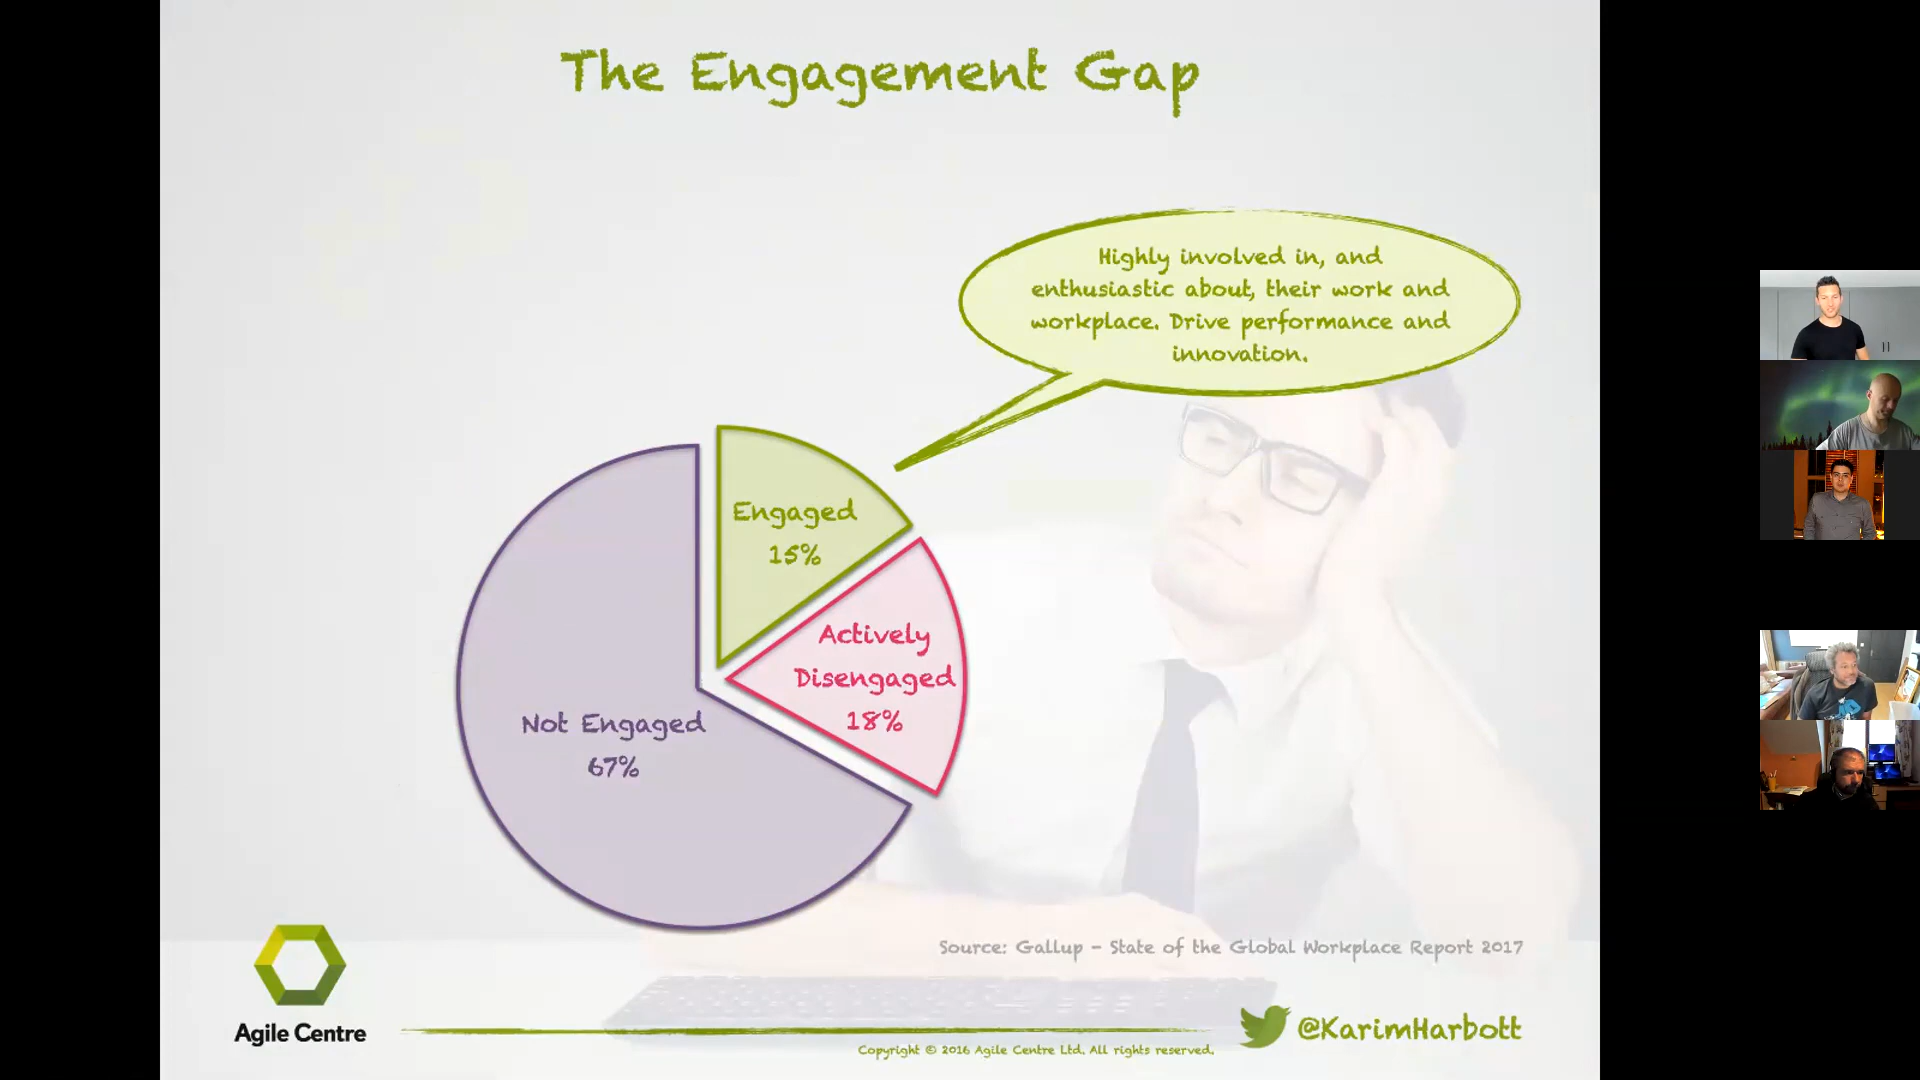 The Engagement Gap
Highly involved in, and
enthusiastic about, their work and
workplace. Drive performance and
innovation.
Engaged
15%
Actively
Disengaged
18%
Not Engaged
67%
Source: Gallup - State of the Global Workplace Report 2017
Agile Centre
@KarimHarbott
Copyright © 2016 Agile Centre Ltd. All rights reserved.